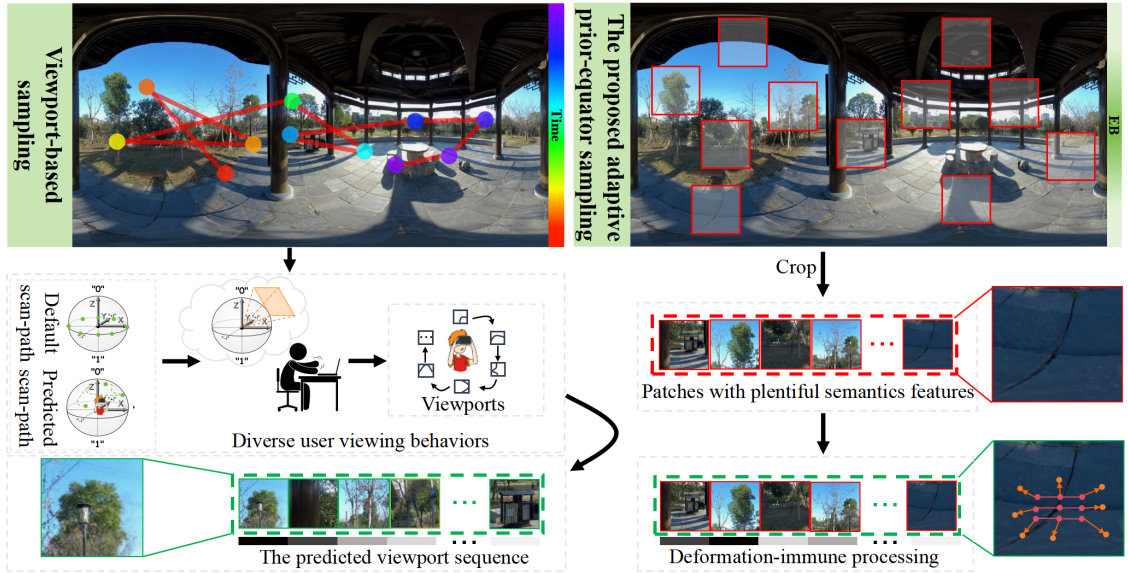 Viewport-based
sampling
Time
The proposed adaptive
prior-equator sampling
EB
Default
scan-path
"0"
Z
Y
X
"1"
Predicted
scan-path
"0"
Z
X
"1"
"0"
Z
Y
X
"1"
Viewports
Diverse user viewing behaviors
The predicted viewport sequence
Crop
Patches with plentiful semantics features
Deformation-immune processing